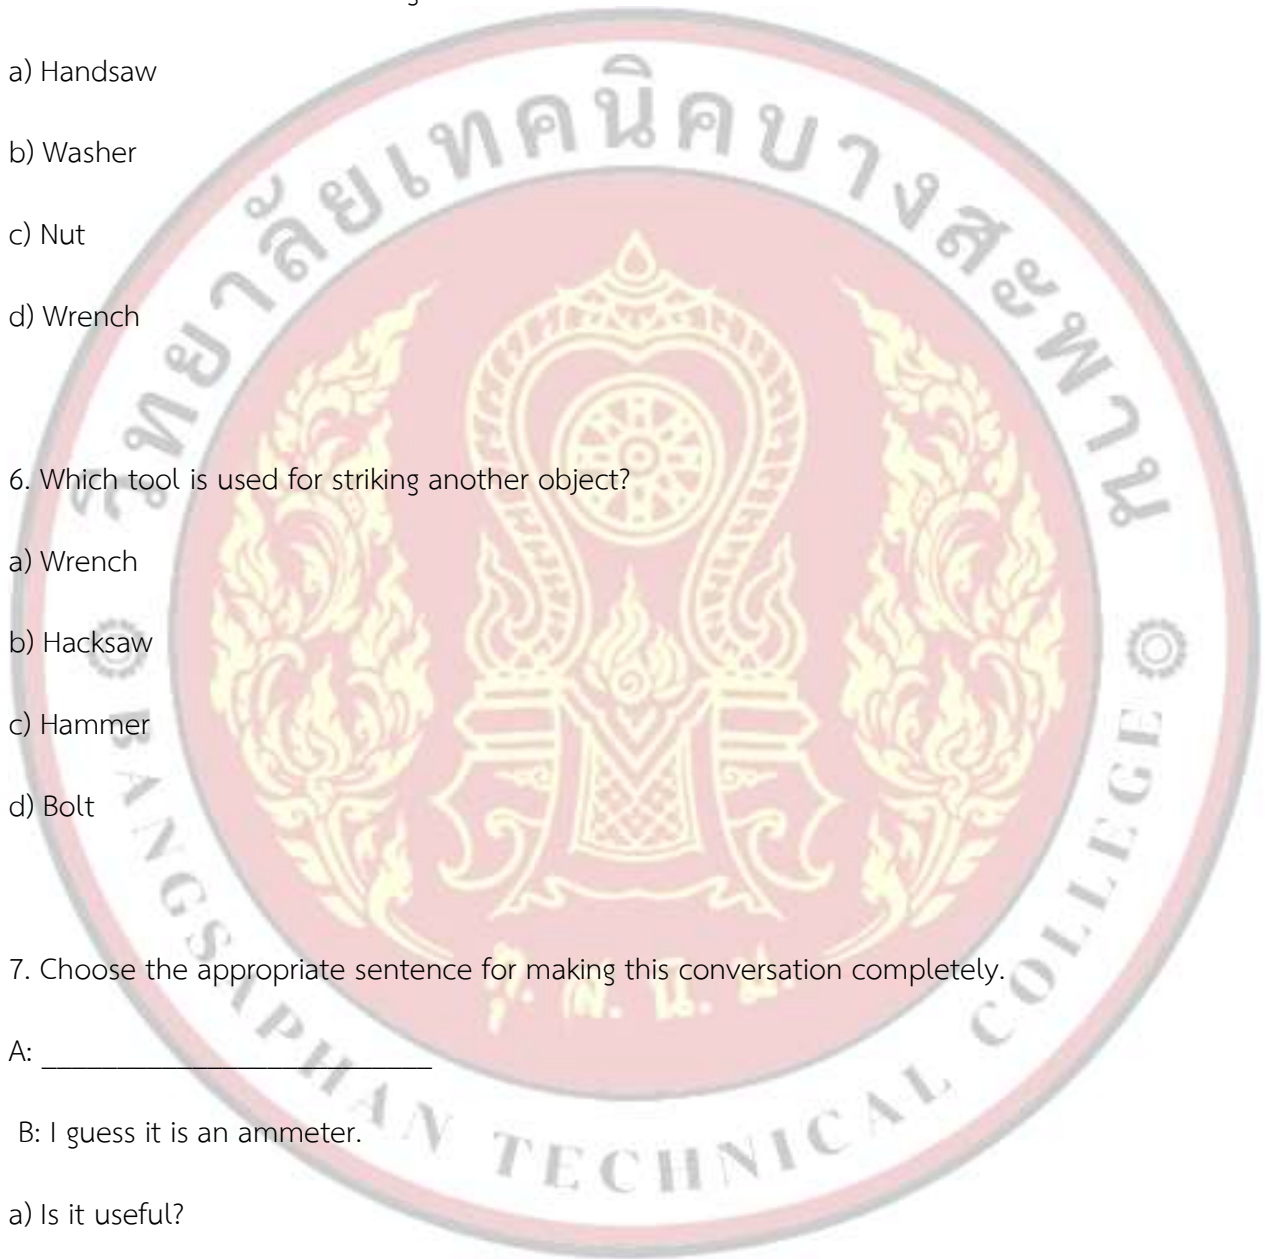 a) Handsaw
b) Washer
c) Nut
d) Wrench
6. Which tool is used for striking another object?
a) Wrench
b) Hacksaw
c) Hammer
d) Bolt
7. Choose the appropriate sentence for making this conversation completely.
A: __________________________
B: I guess it is an ammeter.
a) Is it useful?
วิทยาลัยเทคนิคบางสะพาน
BANGSAPHAN TECHNICAL COLLEGE